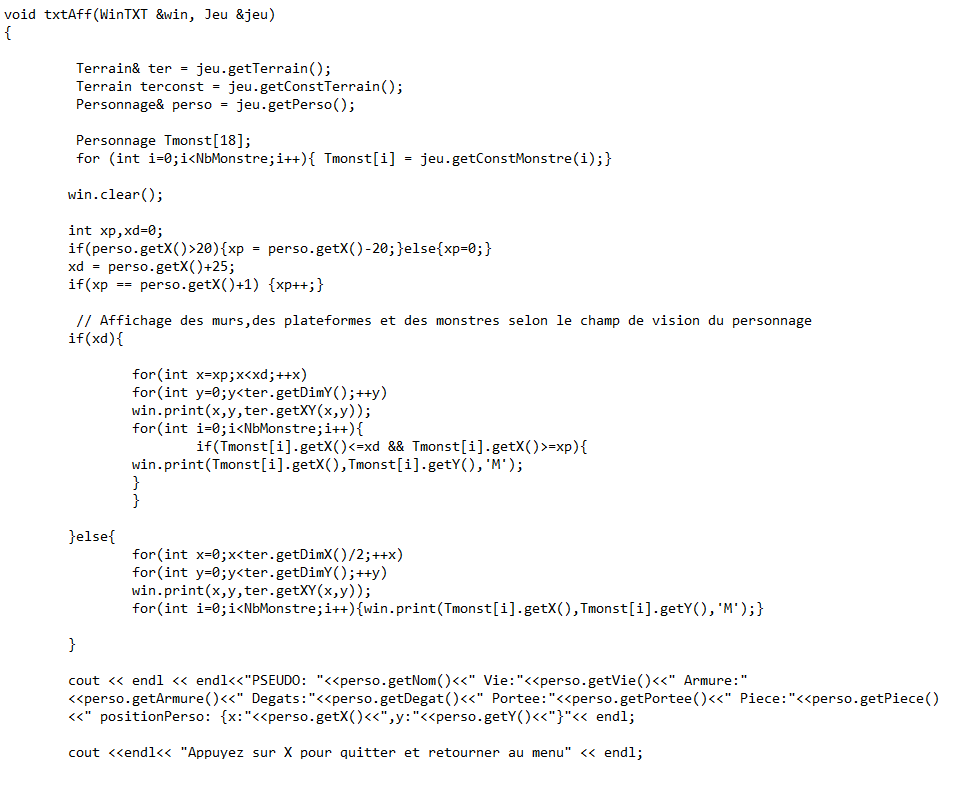 void txtAff(WinTXT &win, Jeu &jeu)
{
Terrain& ter = jeu.getTerrain();
Terrain terconst = jeu.getConstTerrain();
Personnage& perso = jeu.getPerso();
Personnage Tmonst[18];
for (int i=0;i<NbMonstre;i++){ Tmonst[i] = jeu.getConstMonstre(i);}
win.clear();
int xp,xd=0;
if(perso.getX()>20){xp = perso.getX()-20;}else{xp=0;}
xd = perso.getX()+25;
if(xp == perso.getX()+1) {xp++;}
// Affichage des murs,des plateformes et des monstres selon le champ de vision du personnage
if(xd){
for(int x=xp;x<xd;++x)
for(int y=0;y<ter.getDimY();++y)
win.print(x,y,ter.getXY(x,y));
for(int i=0;i<NbMonstre;i++){
if(Tmonst[i].getX()<=xd && Tmonst[i].getX()>=xp){
win.print(Tmonst[i].getX(),Tmonst[i].getY(),'M');
}
}
}else{
for(int x=0;x<ter.getDimX()/2;++x)
for(int y=0;y<ter.getDimY();++y)
win.print(x,y,ter.getXY(x,y));
for(int i=0;i<NbMonstre;i++){win.print(Tmonst[i].getX(),Tmonst[i].getY(),'M');}
}
cout << endl << endl<<"PSEUDO: "<<perso.getNom()<<" Vie:"<<perso.getVie()<<" Armure:"
<<perso.getArmure()<<" Degats:"<<perso.getDegat()<<" Portee:"<<perso.getPortee()<<" Piece:"<<perso.getPiece()
<<" positionPerso: {x:"<<perso.getX()<<",y:"<<perso.getY()<<"}"<< endl;
cout <<endl<< "Appuyez sur X pour quitter et retourner au menu" << endl;